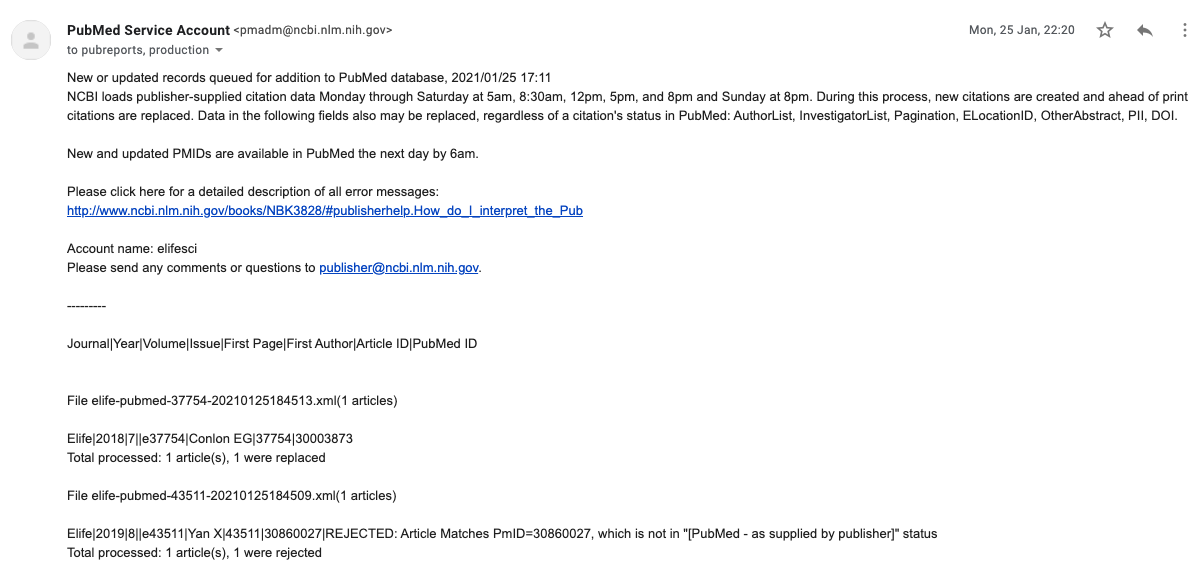 PubMed Service Account <pmadm@ncbi.nlm.nih.gov>
Mon, 25 Jan, 22:20
to pubreports, production
New or updated records queued for addition to PubMed database, 2021/01/25 17:11
NCBI loads publisher-supplied citation data Monday through Saturday at 5am, 8:30am, 12pm, 5pm, and 8pm and Sunday at 8pm. During this process, new citations are created and ahead of print
citations are replaced. Data in the following fields also may be replaced, regardless of a citation's status in PubMed: AuthorList, InvestigatorList, Pagination, ELocationID, OtherAbstract, PII, DOI.
New and updated PMIDs are available in PubMed the next day by 6am.
Please click here for a detailed description of all error messages:
http://www.ncbi.nlm.nih.gov/books/NBK3828/#publisherhelp.How_do_I_interpret_the_Pub
Account name: elifesci
Please send any comments or questions to publisher@ncbi.nlm.nih.gov.
---------
Journal|Year|Volume|Issue|First Page|First Author|Article ID|PubMed ID
File elife-pubmed-37754-20210125184513.xml(1 articles)
Elife|2018|7||e37754|Conlon EG|37754|30003873
Total processed: 1 article(s), 1 were replaced
File elife-pubmed-43511-20210125184509.xml(1 articles)
Elife|2019|8||e43511|Yan X|43511|30860027|REJECTED: Article Matches PmID=30860027, which is not in "[PubMed - as supplied by publisher]" status
Total processed: 1 article(s), 1 were rejected